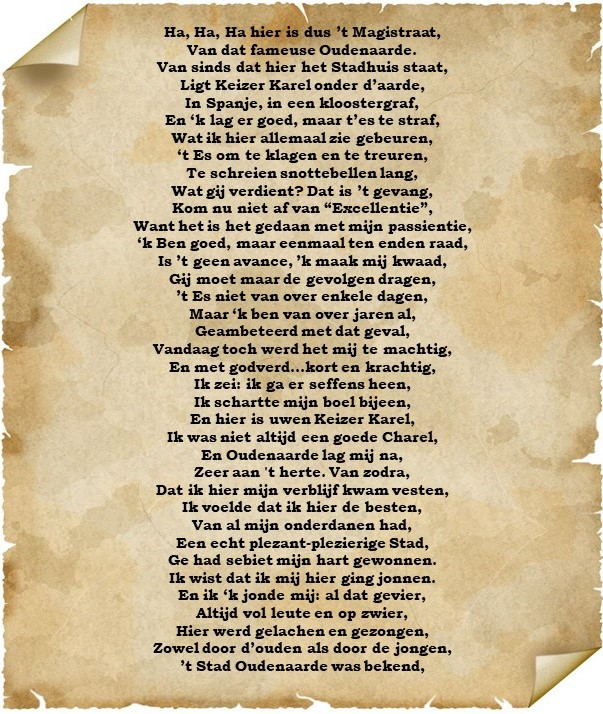 Ha, Ha, Ha hier is dus ’t Magistraat,
Van dat fameuse Oudenaarde.
Van sinds dat hier het Stadhuis staat,
Ligt Keizer Karel onder d’aarde,
In Spanje, in een kloostergraf,
En ‘k lag er goed, maar t’es te straf,
Wat ik hier allemaal zie gebeuren,
‘t Es om te klagen en te treuren,
Te schreien snottebellen lang,
Wat gij verdient? Dat is ’t gevang,
Kom nu niet af van “Excellentie”,
Want het is het gedaan met mijn passientie,
‘k Ben goed, maar eenmaal ten enden raad,
Is ’t geen avance, ’k maak mij kwaad,
Gij moet maar de gevolgen dragen,
’t Es niet van over enkele dagen,
Maar ‘k ben van over jaren al,
Geambeteerd met dat geval,
Vandaag toch werd het mij te machtig,
En met godverd...kort en krachtig,
Ik zei: ik ga er seffens heen,
Ik schartte mijn boel bijeen,
En hier is uwen Keizer Karel,
Ik was niet altijd een goede Charel,
En Oudenaarde lag mij na,
Zeer aan 't herte. Van zodra,
Dat ik hier mijn verblijf kwam vesten,
Ik voelde dat ik hier de besten,
Van al mijn onderdanen had,
Een echt plezant-plezierige Stad,
Ge had sebiet mijn hart gewonnen.
Ik wist dat ik mij hier ging jonnen.
En ik ‘k jonde mij: al dat gevier,
Altijd vol leute en op zwier,
Hier werd gelachen en gezongen,
Zowel door d’ouden als door de jongen,
’t Stad Oudenaarde was bekend,